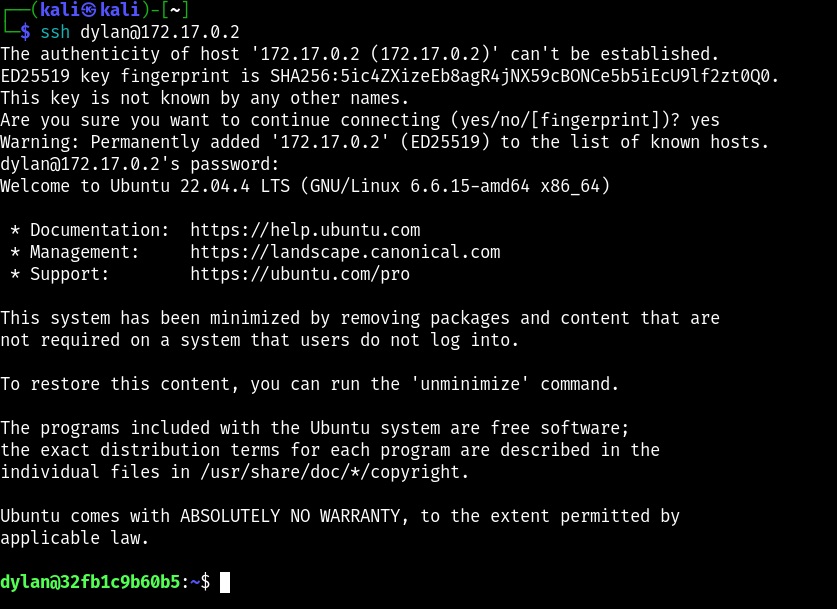 ┌──(kali㉿kali)-[~]
└─$ ssh dylan@172.17.0.2
The authenticity of host '172.17.0.2 (172.17.0.2)' can't be established.
ED25519 key fingerprint is SHA256:5ic4ZXizeEb8agR4jNX59cBONCe5b5iEcU9lf2zt0Q0.
This key is not known by any other names.
Are you sure you want to continue connecting (yes/no/[fingerprint])? yes
Warning: Permanently added '172.17.0.2' (ED25519) to the list of known hosts.
dylan@172.17.0.2's password:
Welcome to Ubuntu 22.04.4 LTS (GNU/Linux 6.6.15-amd64 x86_64)
 * Documentation:  https://help.ubuntu.com
 * Management:     https://landscape.canonical.com
 * Support:        https://ubuntu.com/pro
This system has been minimized by removing packages and content that are
not required on a system that users do not log into.
To restore this content, you can run the 'unminimize' command.
The programs included with the Ubuntu system are free software;
the exact distribution terms for each program are described in the
individual files in /usr/share/doc/*/copyright.
Ubuntu comes with ABSOLUTELY NO WARRANTY, to the extent permitted by
applicable law.
dylan@32fb1c9b60b5:~$